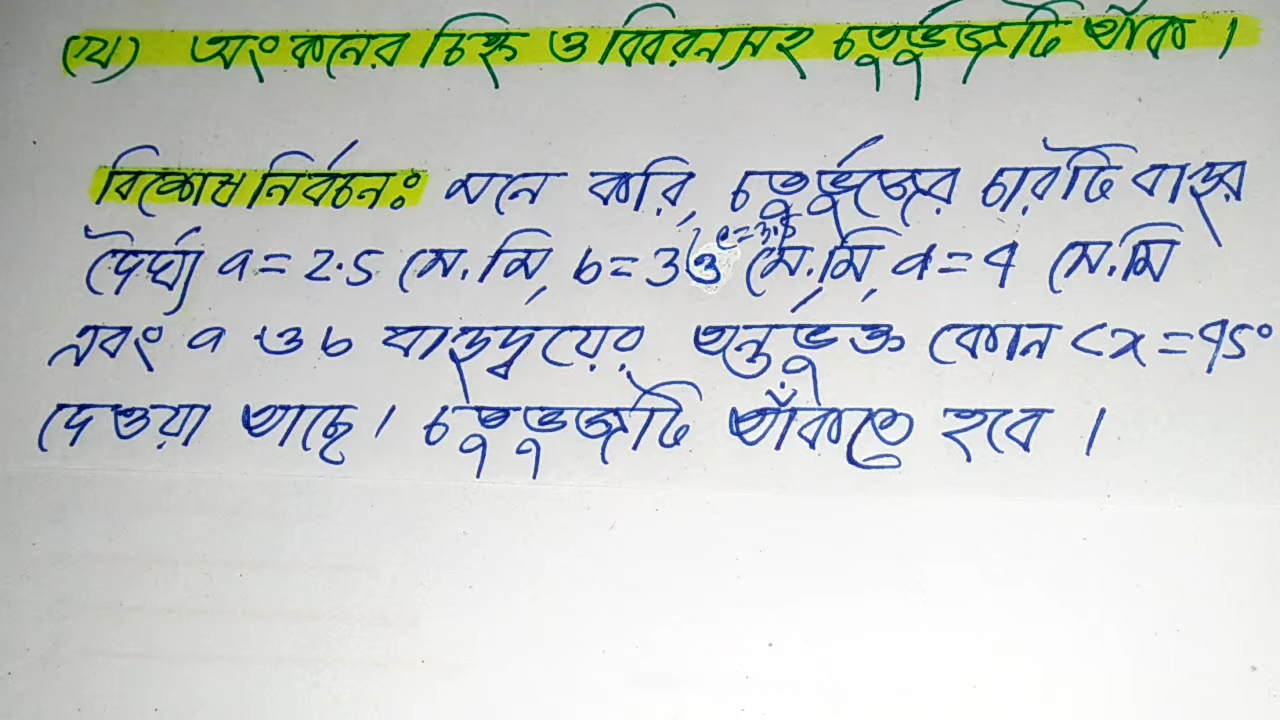 (খ) অংকনের চিহ্ন ও বিবরনসহ চতুর্ভুজটি আঁক।
বিশেষ নির্বচনঃ মনে করি, চতুর্ভুজের চারটি বাহুর
দৈর্ঘ্য a = 2.5 সে.মি, b = 3 সে.মি, d = 4 সে.মি
এবং a ও b বাহুদ্বয়ের অন্তর্ভুক্ত কোন <x = 45°
দেওয়া আছে। চতুভুজটি আঁকতে হবে।